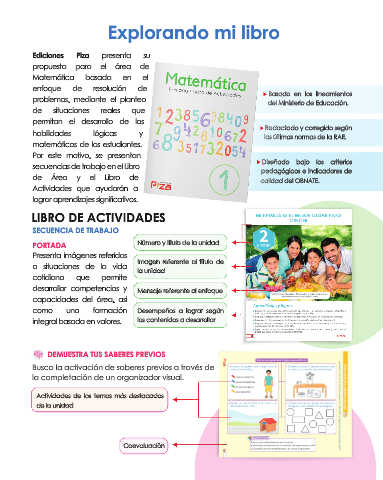 Explorando mi libro
Ediciones Piza presenta su
propuesto para el área de
Matemática basada en el
enfoque de resolución de
problemas, mediante el planteo
de situaciones reales que
permitan el desarrollo de las
habilidades lógicas y
matemáticas de los estudiantes.
Por este motivo, se presentan
secuencias de trabajo en el Libro
de Área y el Libro de
Actividades que ayudarán a
lograr aprendizajes significativos.
Matemática
Piza
1
Basada en los lineamientos
del Ministerio de Educación.
Redactado y corregido según
las últimas normas de la RAE.
Diseñado bajo los criterios
pedagógicos e indicadores de
calidad del OBNATE.
LIBRO DE ACTIVIDADES
SECUENCIA DE TRABAJO
PORTADA
Presenta imágenes referidas
a situaciones de la vida
cotidiana que permite
desarrollar competencias y
capacidades del área, así
como una formación
integral basada en valores.
Número y título de la unidad
Imagen referente al título de
la unidad
Mensaje referente al enfoque
Desempeños a lograr según
los contenidos a desarrollar
2
DEMUESTRA TUS SABERES PREVIOS
Busca la activación de saberes previos a través de
la completación de un organizador visual.
Actividades de los temas más destacados
de la unidad
Coevaluación